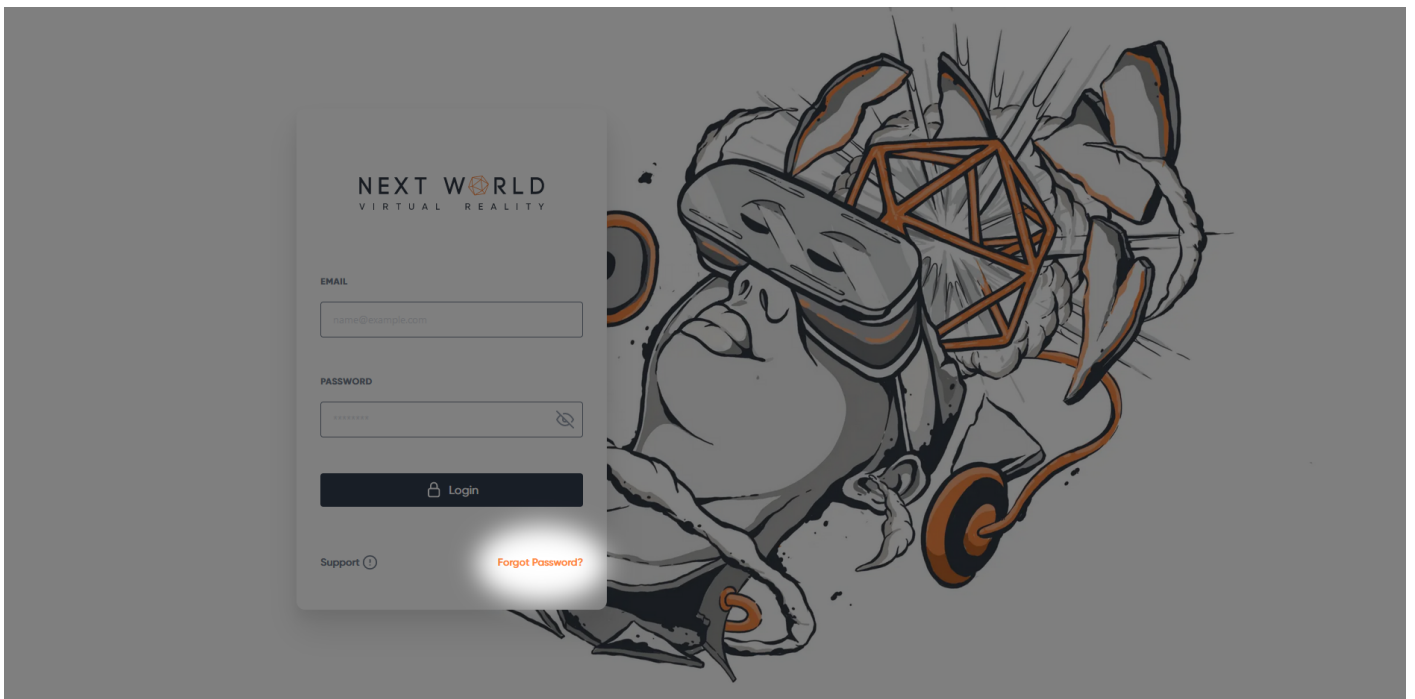 NEXT WORLD
VIRTUAL REALITY
EMAIL
name@example.com
PASSWORD
********
Login
Support
Forgot Password?